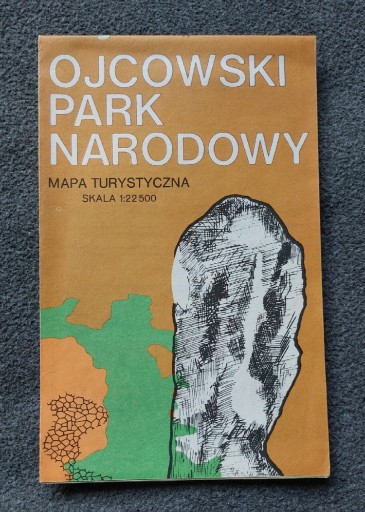 OJCOWSKI
PARK
NARODOWY
MAPA TURYSTYCZNA
SKALA 1:22 500